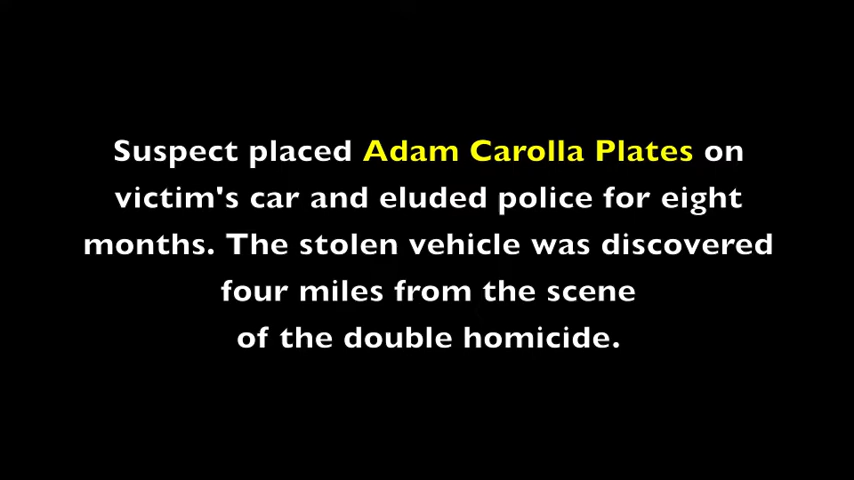 Suspect placed Adam Carolla Plates on
victim's car and eluded police for eight
months. The stolen vehicle was discovered
four miles from the scene
of the double homicide.